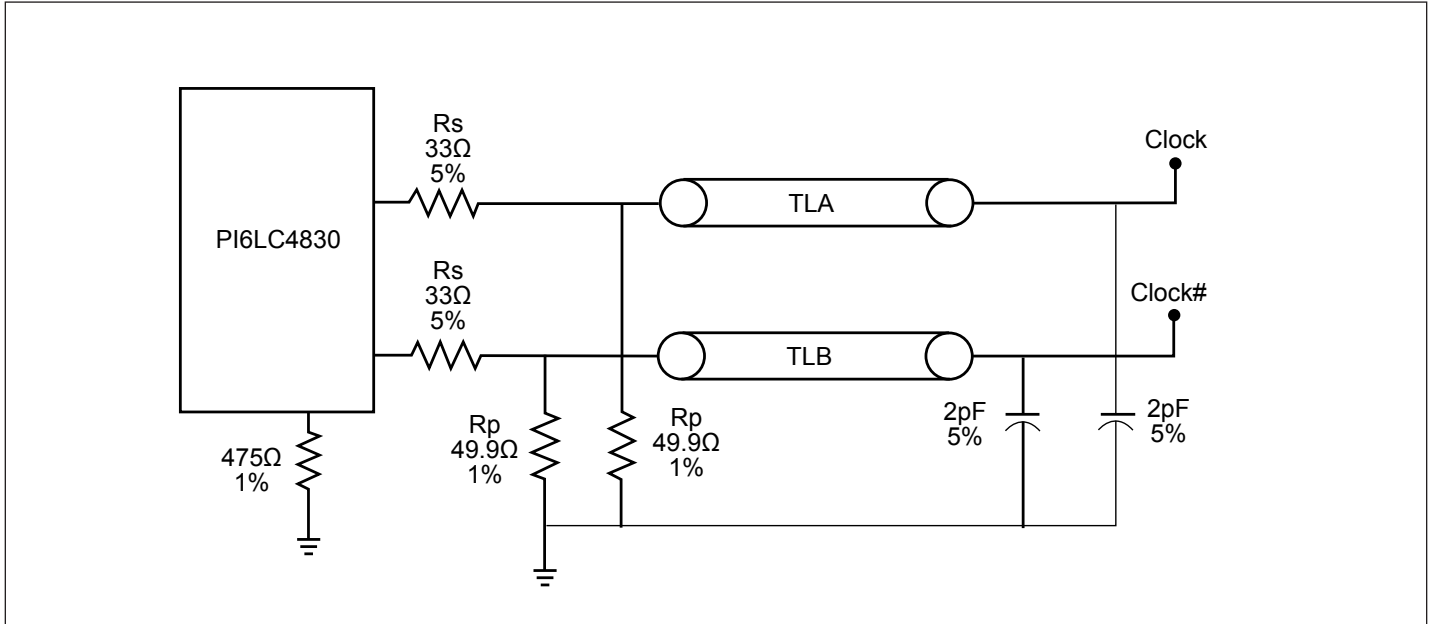 Rs
33Ω
5%
Clock
TLA
PI6LC4830
Rs
33Ω
5%
Clock#
TLB
Rp
49.9Ω
1%
Rp
49.9Ω
1%
2pF
5%
2pF
5%
475Ω
1%